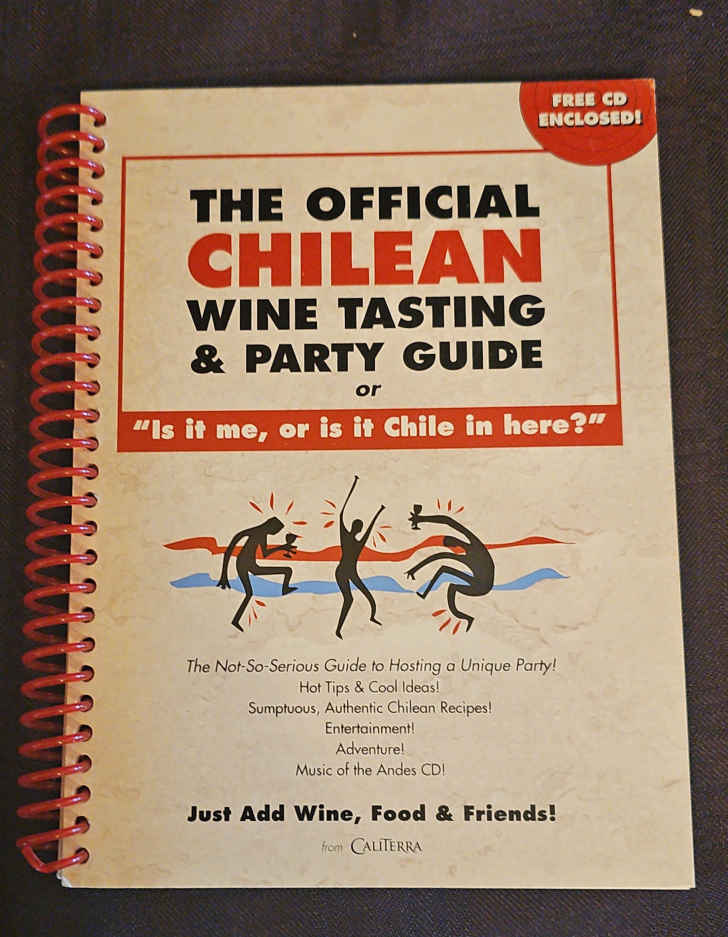 FREE CD
ENCLOSED!
THE OFFICIAL
CHILEAN
WINE TASTING
& PARTY GUIDE
or
"Is it me, or is it Chile in here?"
The Not-So-Serious Guide to Hosting a Unique Party!
Hot Tips & Cool Ideas!
Sumptuous, Authentic Chilean Recipes!
Entertainment!
Adventure!
Music of the Andes CD!
Just Add Wine, Food & Friends!
from CALITERRA